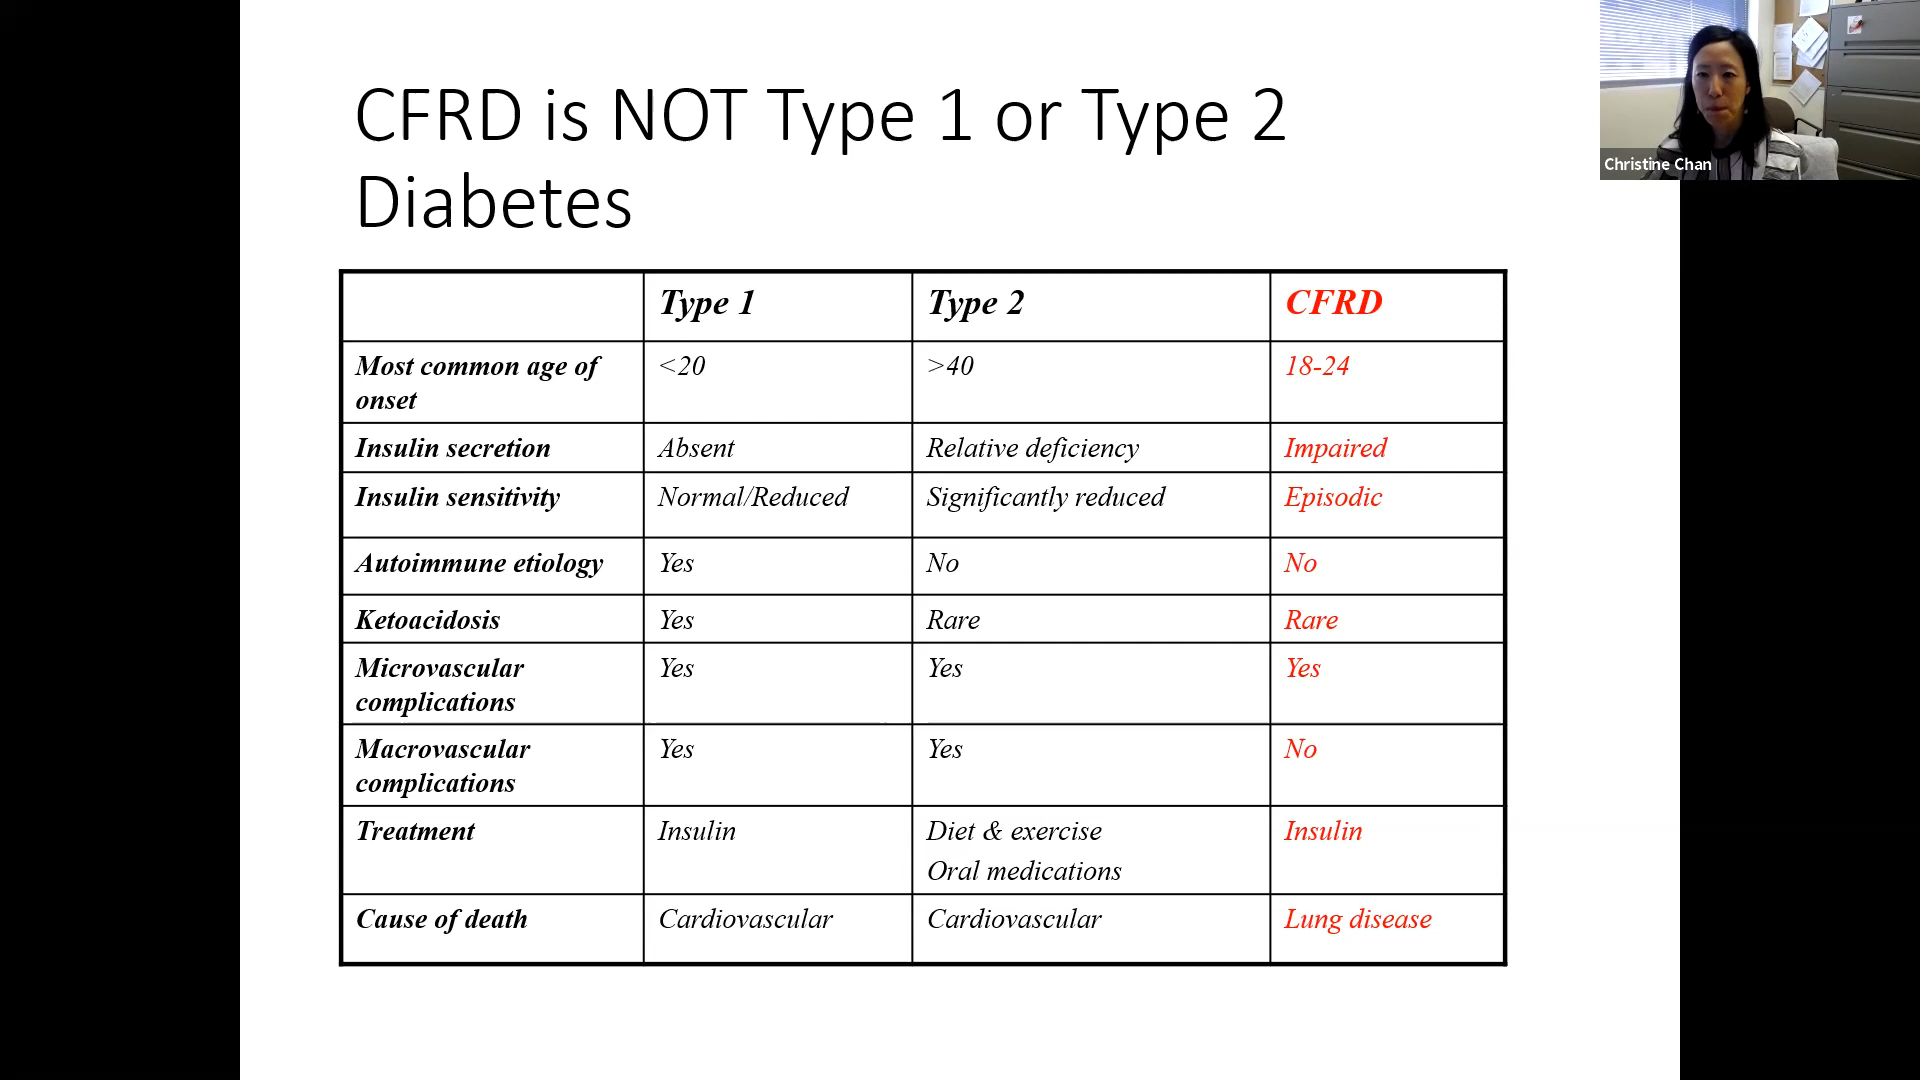 CFRD is NOT Type 1 or Type 2
Diabetes
Christine Chan
Type 1 Type 2 CFRD
Most common age of <20 >40 18-24
onset
Insulin secretion Absent Relative deficiency Impaired
Insulin sensitivity Normal/Reduced Significantly reduced Episodic
Autoimmune etiology Yes No No
Ketoacidosis Yes Rare Rare
Microvascular Yes Yes Yes
complications
Macrovascular Yes Yes No
complications
Treatment Insulin Diet & exercise Insulin
Oral medications
Cause of death Cardiovascular Cardiovascular Lung disease